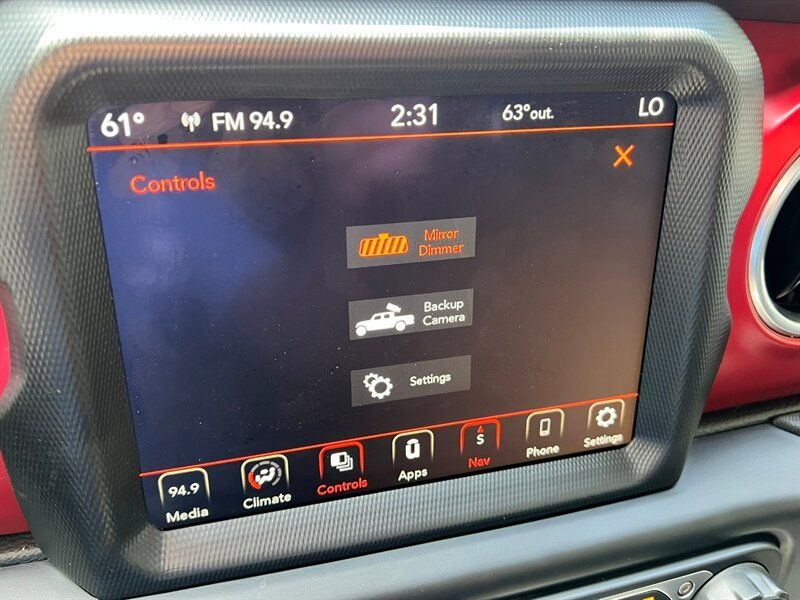 61° FM 94.9 2:31 63°out. LO
Controls X
Mirror
Dimmer
Backup
Camera
Settings
94.9 S
Media Climate Controls Apps Nav Phone Settings